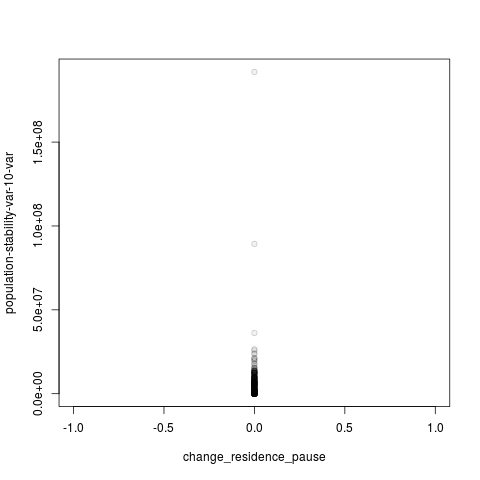 population-stability-var-10-var
1.5e+08
1.0e+08
5.0e+07
0.0e+00
-1.0
-0.5
0.0
0.5
1.0
change_residence_pause